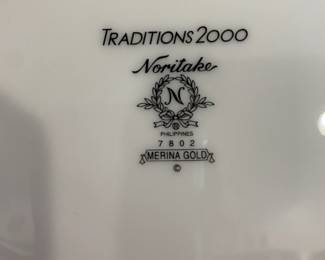 TRADITIONS 2000
Noritake
N
®
PHILIPPINES
7802
MERINA GOLD
©